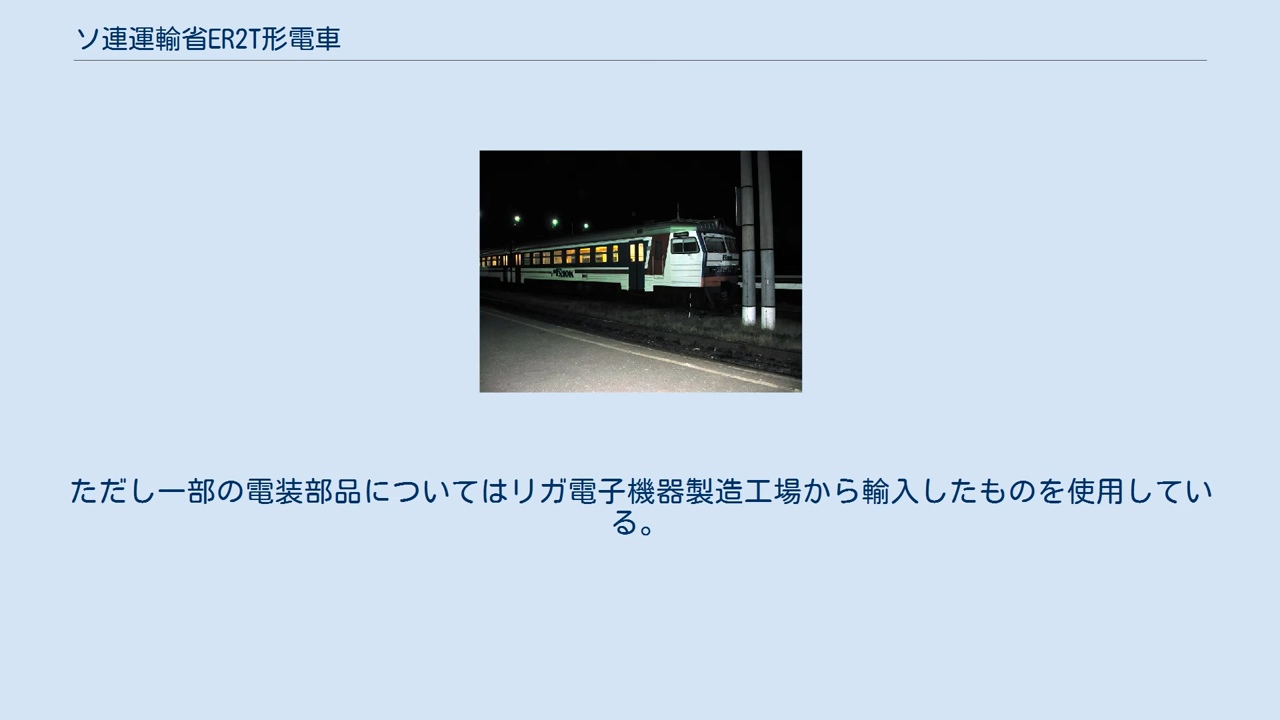 ソ連運輸省ER2T形電車
ただし一部の電装部品についてはリガ電子機器製造工場から輸入したものを使用してい
る。